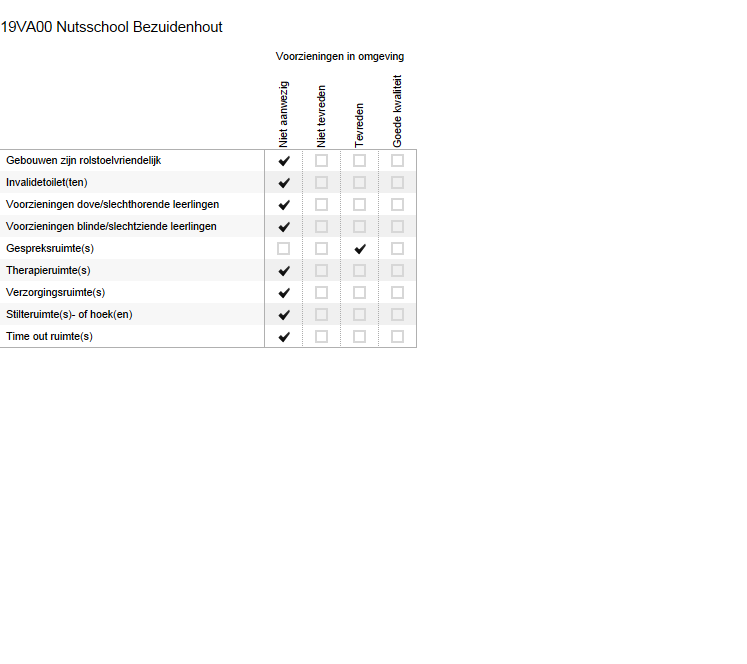 19VA00 Nutsschool Bezuidenhout
Voorzieningen in omgeving
Niet aanwezig
Niet tevreden
Tevreden
Goede kwaliteit
Gebouwen zijn rolstoelvriendelijk
Invalidetoilet(ten)
Voorzieningen dove/slechthorende leerlingen
Voorzieningen blinde/slechtziende leerlingen
Gespreksruimte(s)
Therapieruimte(s)
Verzorgingsruimte(s)
Stilteruimte(s)- of hoek(en)
Time out ruimte(s)